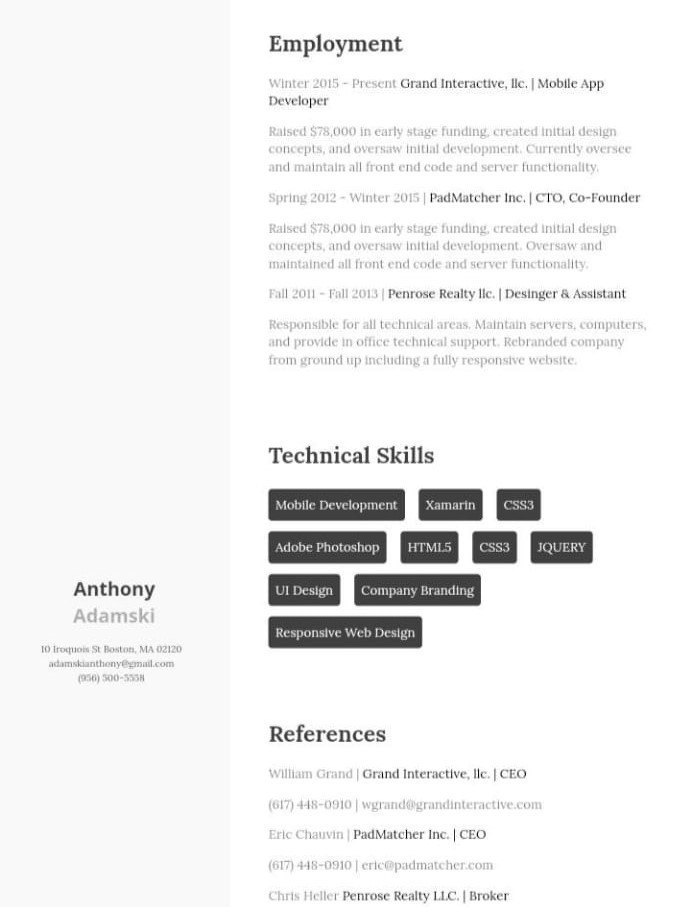 Employment
Winter 2015 - Present Grand Interactive, llc. | Mobile App
Developer
Raised $78,000 in early stage funding, created initial design
concepts, and oversaw initial development. Currently oversee
and maintain all front end code and server functionality.
Spring 2012 - Winter 2015 | PadMatcher Inc. | CTO, Co-Founder
Raised $78,000 in early stage funding, created initial design
concepts, and oversaw initial development. Oversaw and
maintained all front end code and server functionality.
Fall 2011 - Fall 2013 | Penrose Realty llc. | Desinger & Assistant
Responsible for all technical areas. Maintain servers, computers,
and provide in office technical support. Rebranded company
from ground up including a fully responsive website.
Technical Skills
Mobile Development Xamarin CSS3
Adobe Photoshop HTML5 CSS3 JQUERY
UI Design Company Branding
Responsive Web Design
Anthony
Adamski
10 Iroquois St Boston, MA 02120
adamskianthony@gmail.com
(956) 500-5558
References
William Grand | Grand Interactive, llc. | CEO
(617) 448-0910 | wgrand@grandinteractive.com
Eric Chauvin | PadMatcher Inc. | CEO
(617) 448-0910 | eric@padmatcher.com
Chris Heller Penrose Realty LLC. | Broker